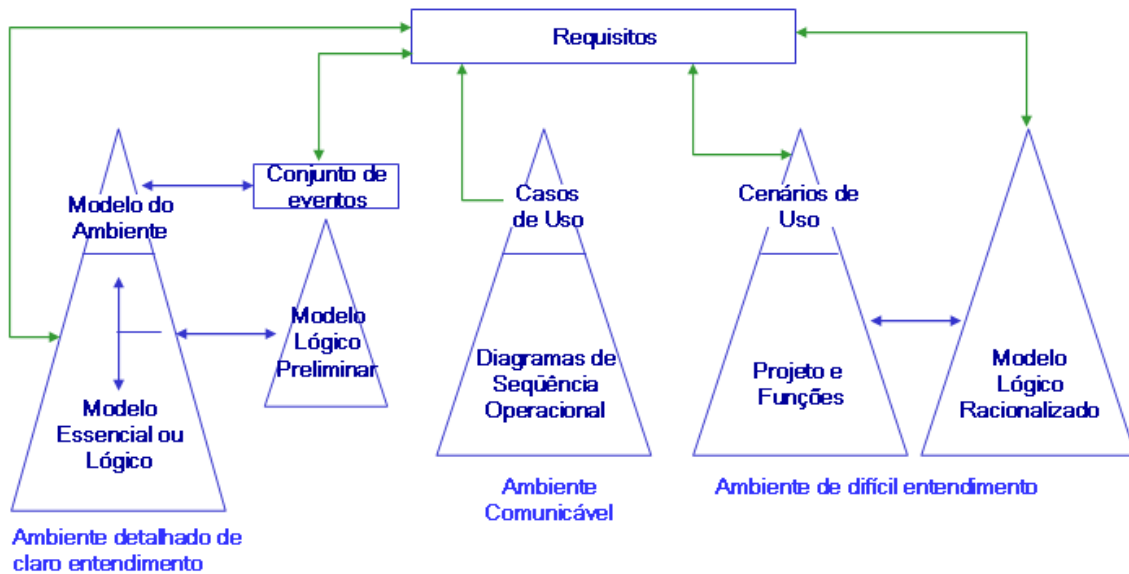 Requisitos
Modelo do
Ambiente
Conjunto de
eventos
Modelo
Lógico
Preliminar
Modelo
Essencial ou
Lógico
Ambiente detalhado de
claro entendimento
Casos
de Uso
Diagramas de
Seqüência
Operacional
Ambiente
Comunicável
Cenários de
Uso
Projeto e
Funções
Modelo
Lógico
Racionalizado
Ambiente de difícil entendimento